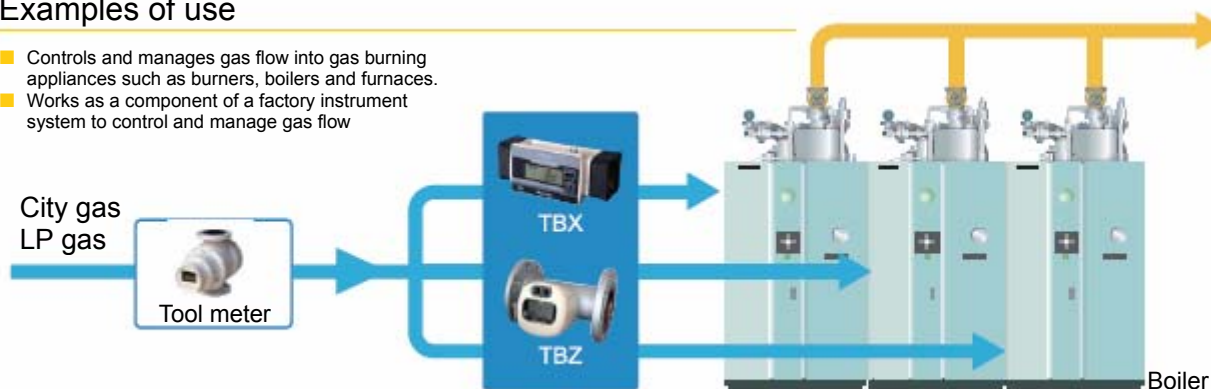 Examples of use
Controls and manages gas flow into gas burning
appliances such as burners, boilers and furnaces.
Works as a component of a factory instrument
system to control and manage gas flow
City gas
LP gas
Tool meter
TBX
TBZ
Boiler